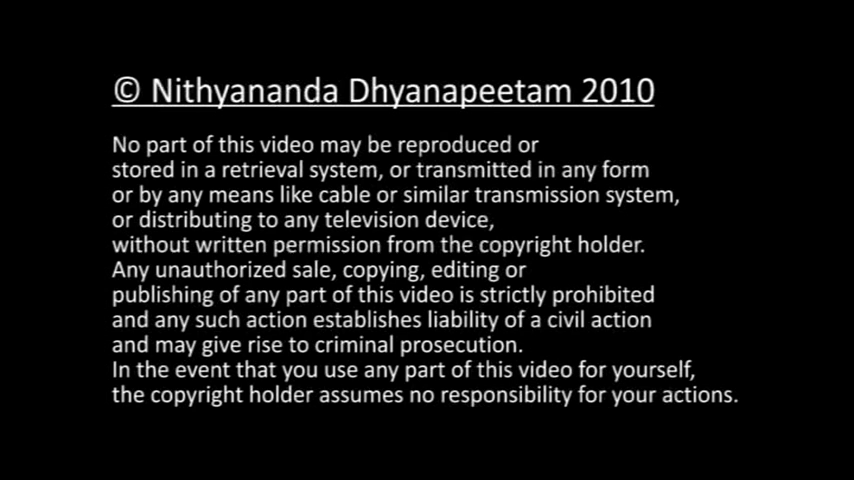 © Nithyananda Dhyanapeetam 2010
No part of this video may be reproduced or
stored in a retrieval system, or transmitted in any form
or by any means like cable or similar transmission system,
or distributing to any television device,
without written permission from the copyright holder.
Any unauthorized sale, copying, editing or
publishing of any part of this video is strictly prohibited
and any such action establishes liability of a civil action
and may give rise to criminal prosecution.
In the event that you use any part of this video for yourself,
the copyright holder assumes no responsibility for your actions.